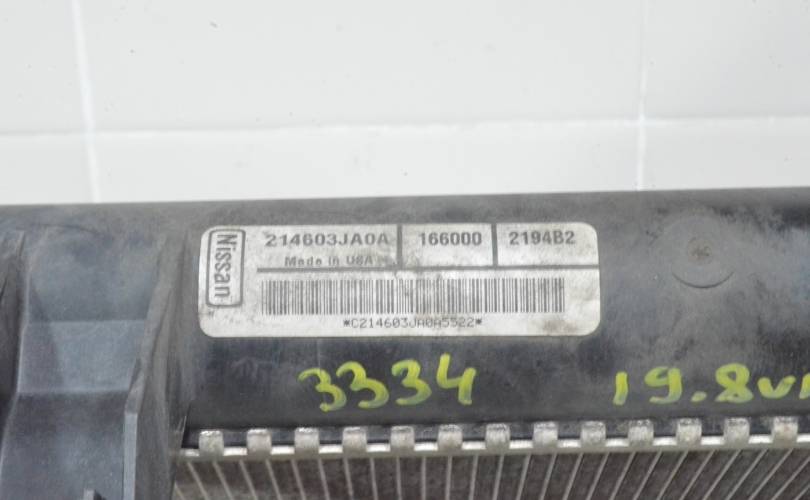 Nissan
214603JA0A 166000 2194B2
Made in USA
*C214603JA0A5522*
3334 19.8